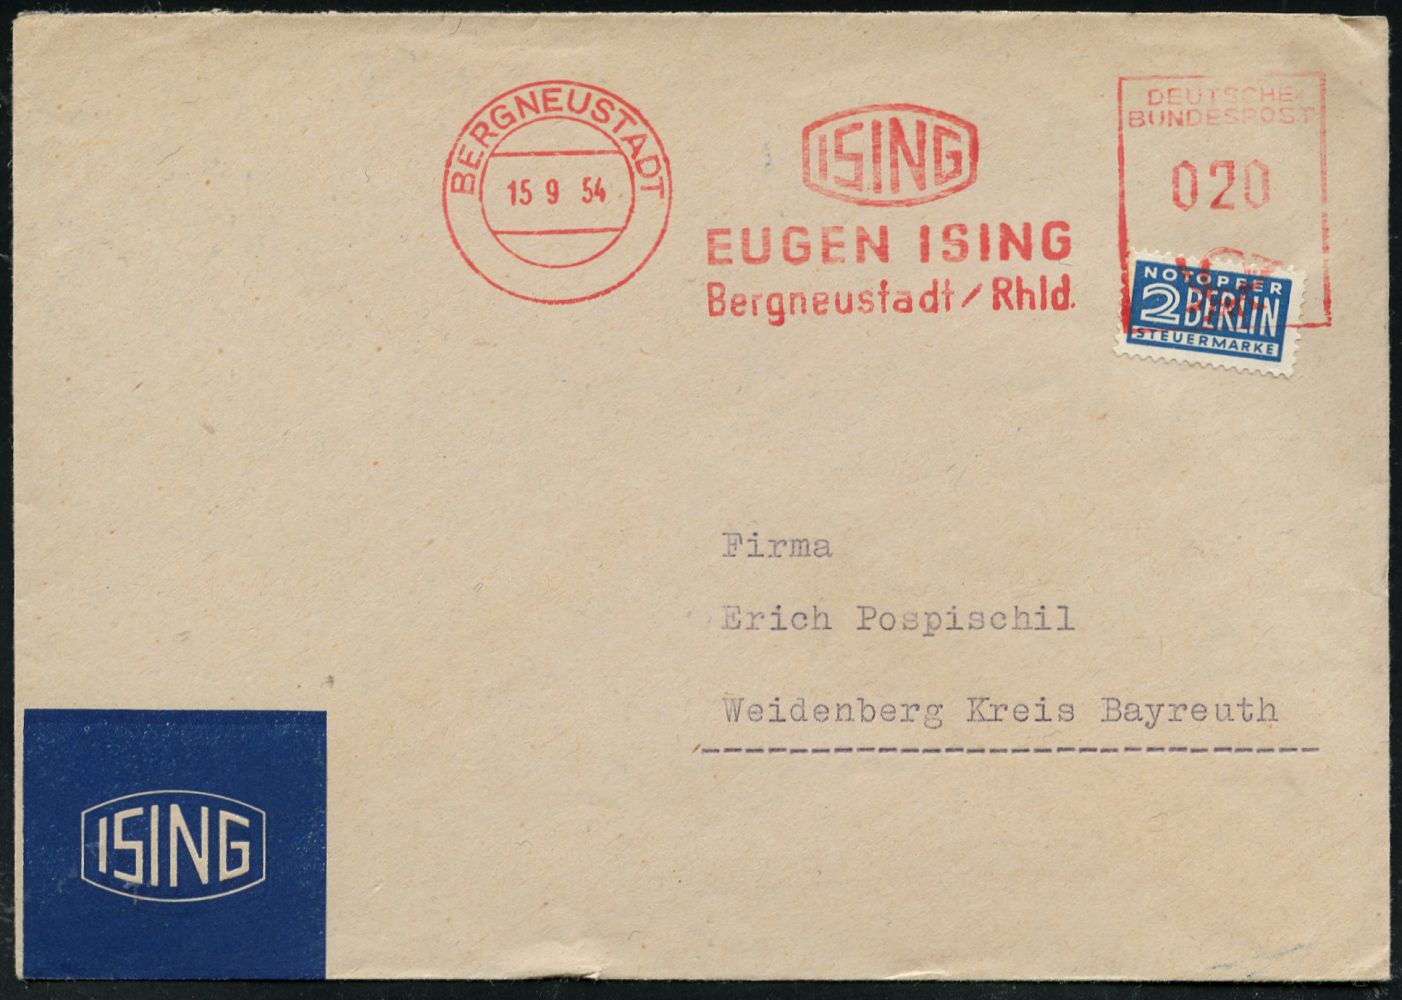 BERGNEUSTADT
15 9 54
ISING
EUGEN ISING
Bergneustadt / Rhld.
DEUTSCHE
BUNDESPOST
020
NOTOPFER
2 BERLIN
STEUERMARKE
Firma
Erich Pospischil
Weidenberg Kreis Bayreuth
ISING